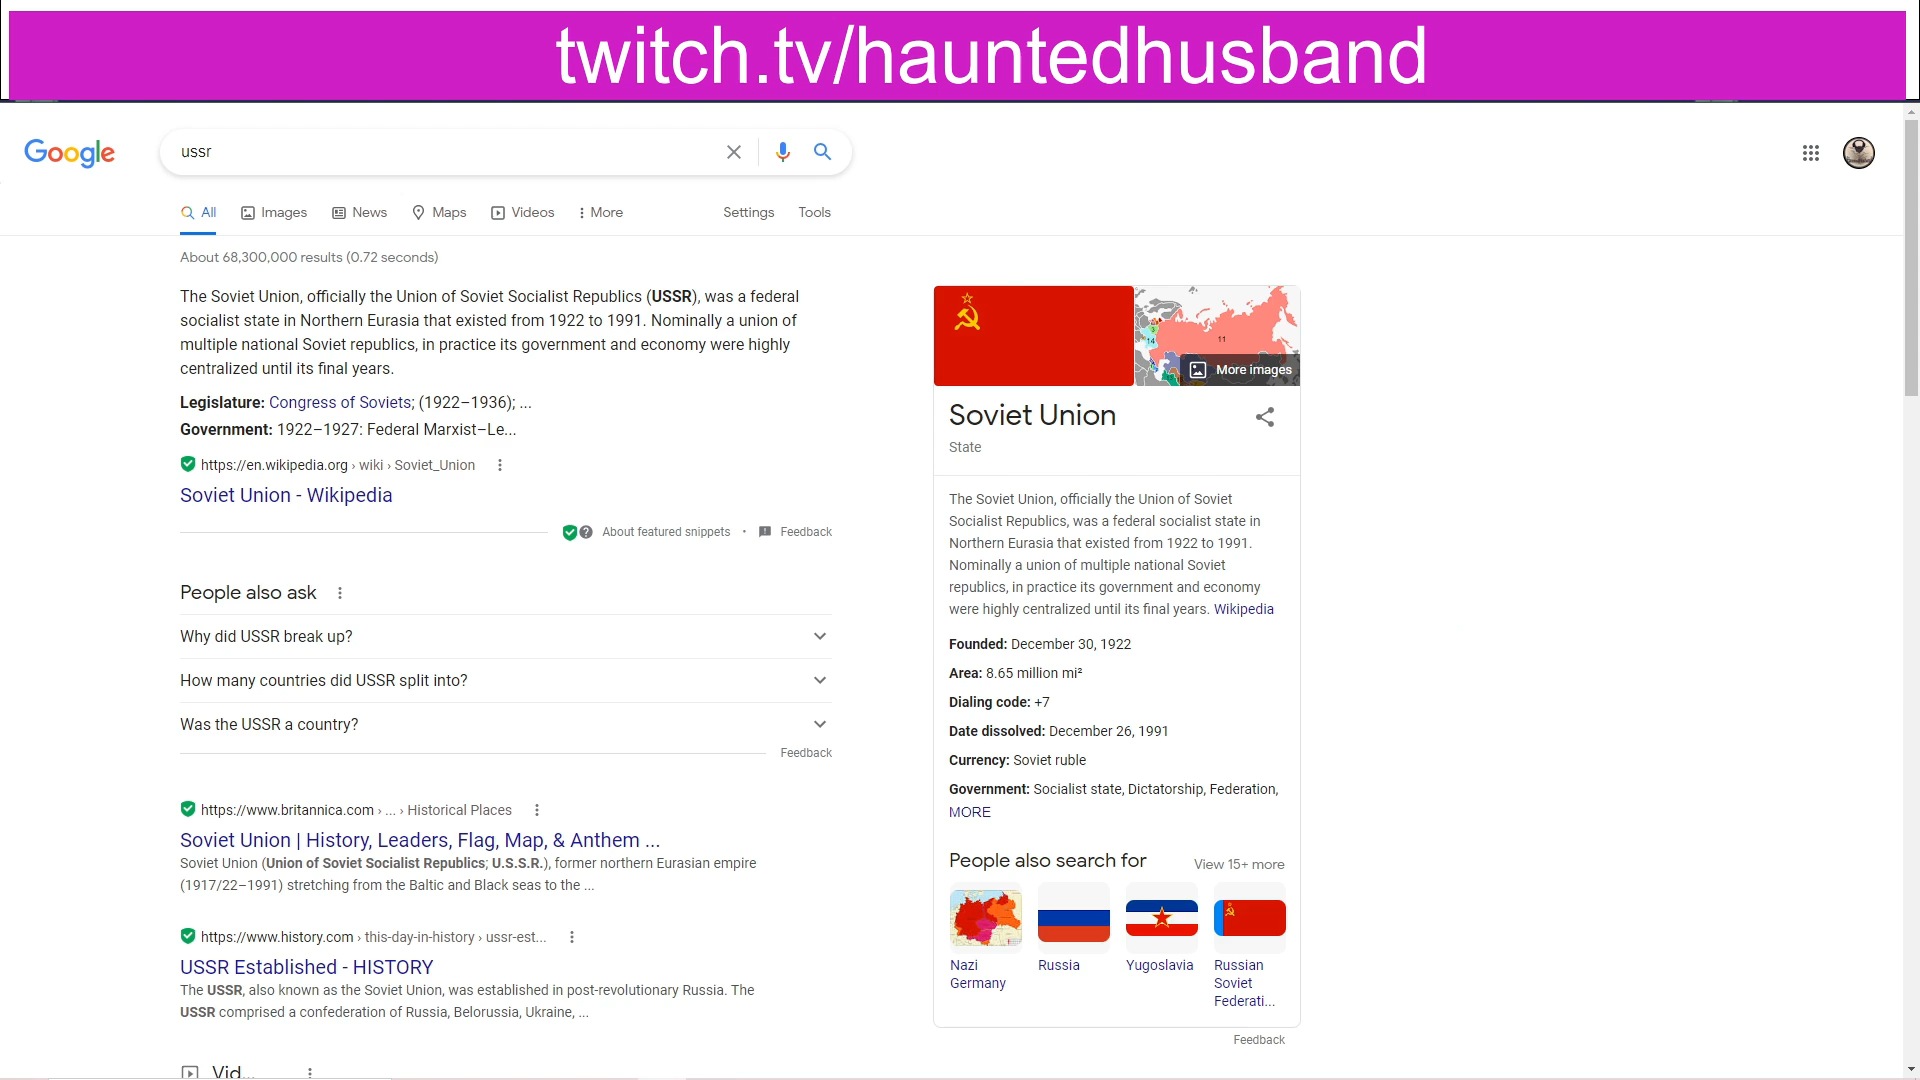 twitch.tv/hauntedhusband
Google
ussr
All Images News Maps Videos More Settings Tools
About 68,300,000 results (0.72 seconds)
The Soviet Union, officially the Union of Soviet Socialist Republics (USSR), was a federal
socialist state in Northern Eurasia that existed from 1922 to 1991. Nominally a union of
multiple national Soviet republics, in practice its government and economy were highly
centralized until its final years.
Legislature: Congress of Soviets; (1922–1936); ...
Government: 1922–1927: Federal Marxist–Le...
https://en.wikipedia.org › wiki › Soviet_Union
Soviet Union - Wikipedia
About featured snippets • Feedback
People also ask
Why did USSR break up?
How many countries did USSR split into?
Was the USSR a country?
Feedback
https://www.britannica.com › ... › Historical Places
Soviet Union | History, Leaders, Flag, Map, & Anthem ...
Soviet Union (Union of Soviet Socialist Republics; U.S.S.R.), former northern Eurasian empire
(1917/22–1991) stretching from the Baltic and Black seas to the ...
https://www.history.com › this-day-in-history › ussr-est...
USSR Established - HISTORY
The USSR, also known as the Soviet Union, was established in post-revolutionary Russia. The
USSR comprised a confederation of Russia, Belorussia, Ukraine, ...
Vid...
3
14
11
More images
Soviet Union
State
The Soviet Union, officially the Union of Soviet
Socialist Republics, was a federal socialist state in
Northern Eurasia that existed from 1922 to 1991.
Nominally a union of multiple national Soviet
republics, in practice its government and economy
were highly centralized until its final years. Wikipedia
Founded: December 30, 1922
Area: 8.65 million mi²
Dialing code: +7
Date dissolved: December 26, 1991
Currency: Soviet ruble
Government: Socialist state, Dictatorship, Federation,
MORE
People also search for View 15+ more
Nazi
Germany
Russia
Yugoslavia
Russian
Soviet
Federati...
Feedback